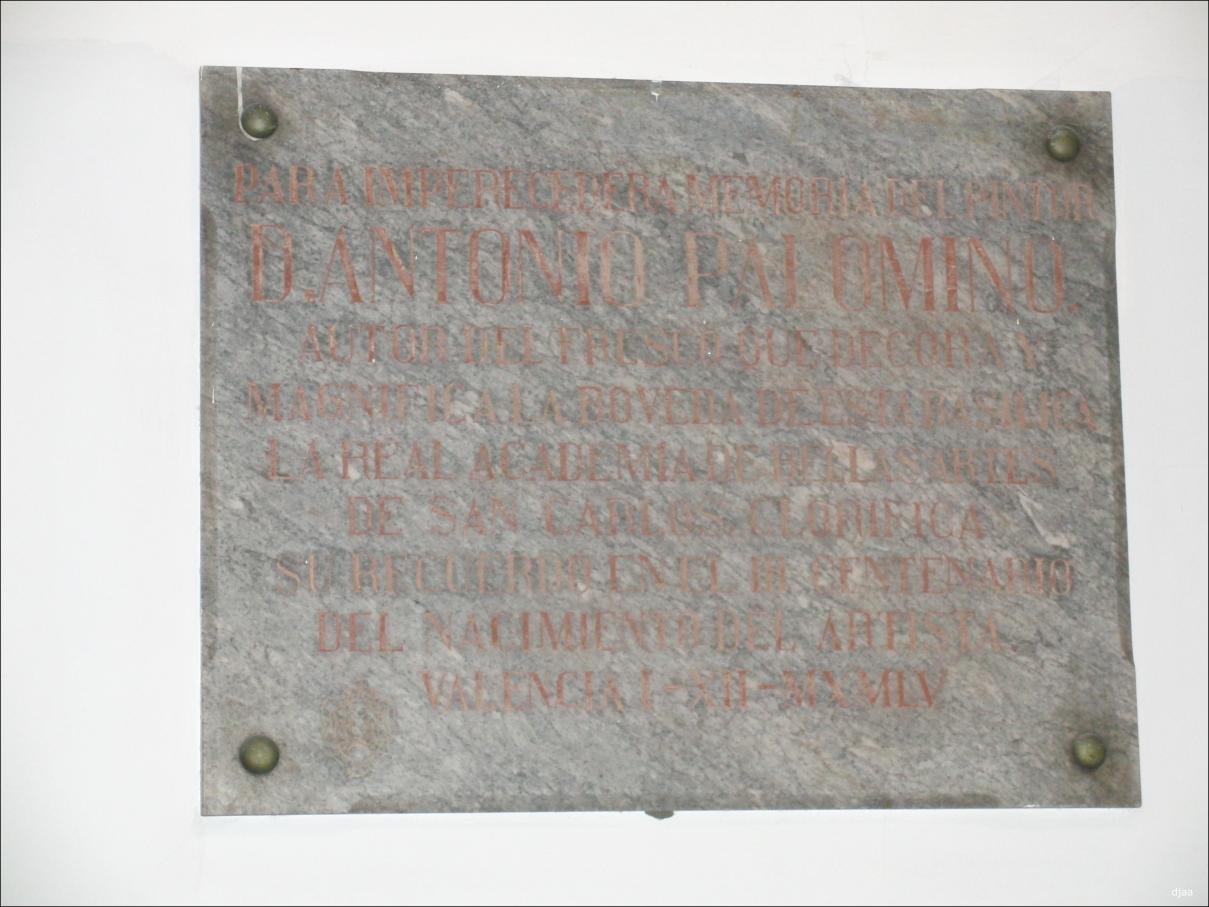 PARA IMPERECEDERA MEMORIA DEL PINTOR
D. ANTONIO PALOMINO.
AUTOR DEL FRESCO QUE DECORA Y
MAGNIFICA LA BOVEDA DE ESTA BASILICA
LA REAL ACADEMIA DE BELLAS ARTES
DE SAN CARLOS GLORIFICA
SU RECUERDO EN EL III CENTENARIO
DEL NACIMIENTO DEL ARTISTA.
VALENCIA I-XII-MXMLV
djaa